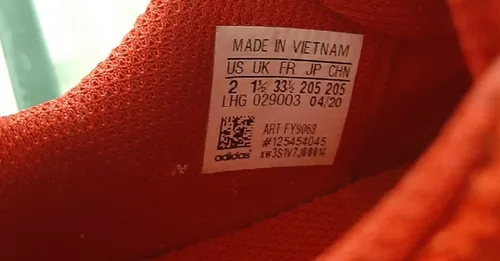 MADE IN VIETNAM
US UK FR JP CHN
2 1½ 33½ 205 205
LHG 029003 04/20
ART FY9068
#125454045
adidas